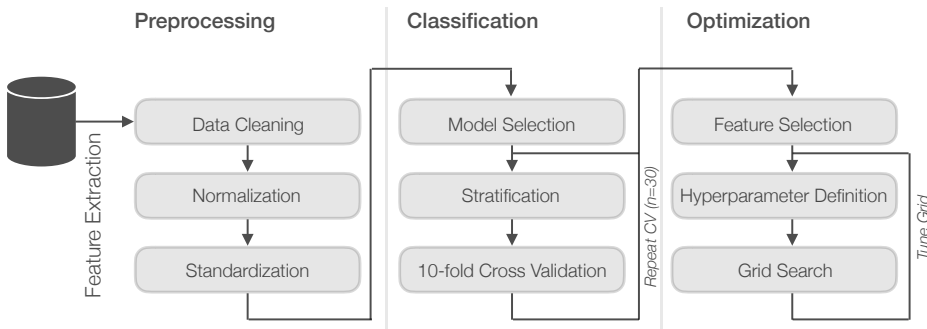 Preprocessing
Classification
Optimization
Feature Extraction
Data Cleaning
Normalization
Standardization
Model Selection
Stratification
10-fold Cross Validation
Repeat CV (n=30)
Feature Selection
Hyperparameter Definition
Grid Search
Tune Grid